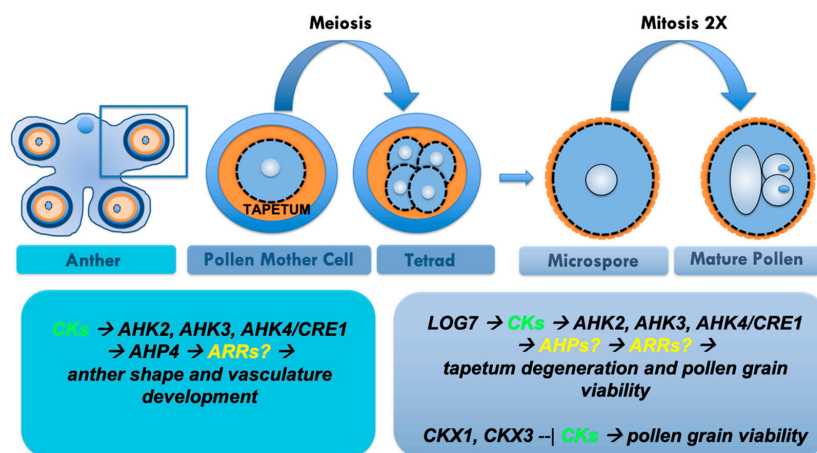 Meiosis
Mitosis 2X
TAPETUM
Anther
Pollen Mother Cell
Tetrad
Microspore
Mature Pollen
CKs → AHK2, AHK3, AHK4/CRE1
→ AHP4 → ARRs? →
anther shape and vasculature
development
LOG7 → CKs → AHK2, AHK3, AHK4/CRE1
→ AHPs? → ARRs? →
tapetum degeneration and pollen grain
viability
CKX1, CKX3 --| CKs → pollen grain viability